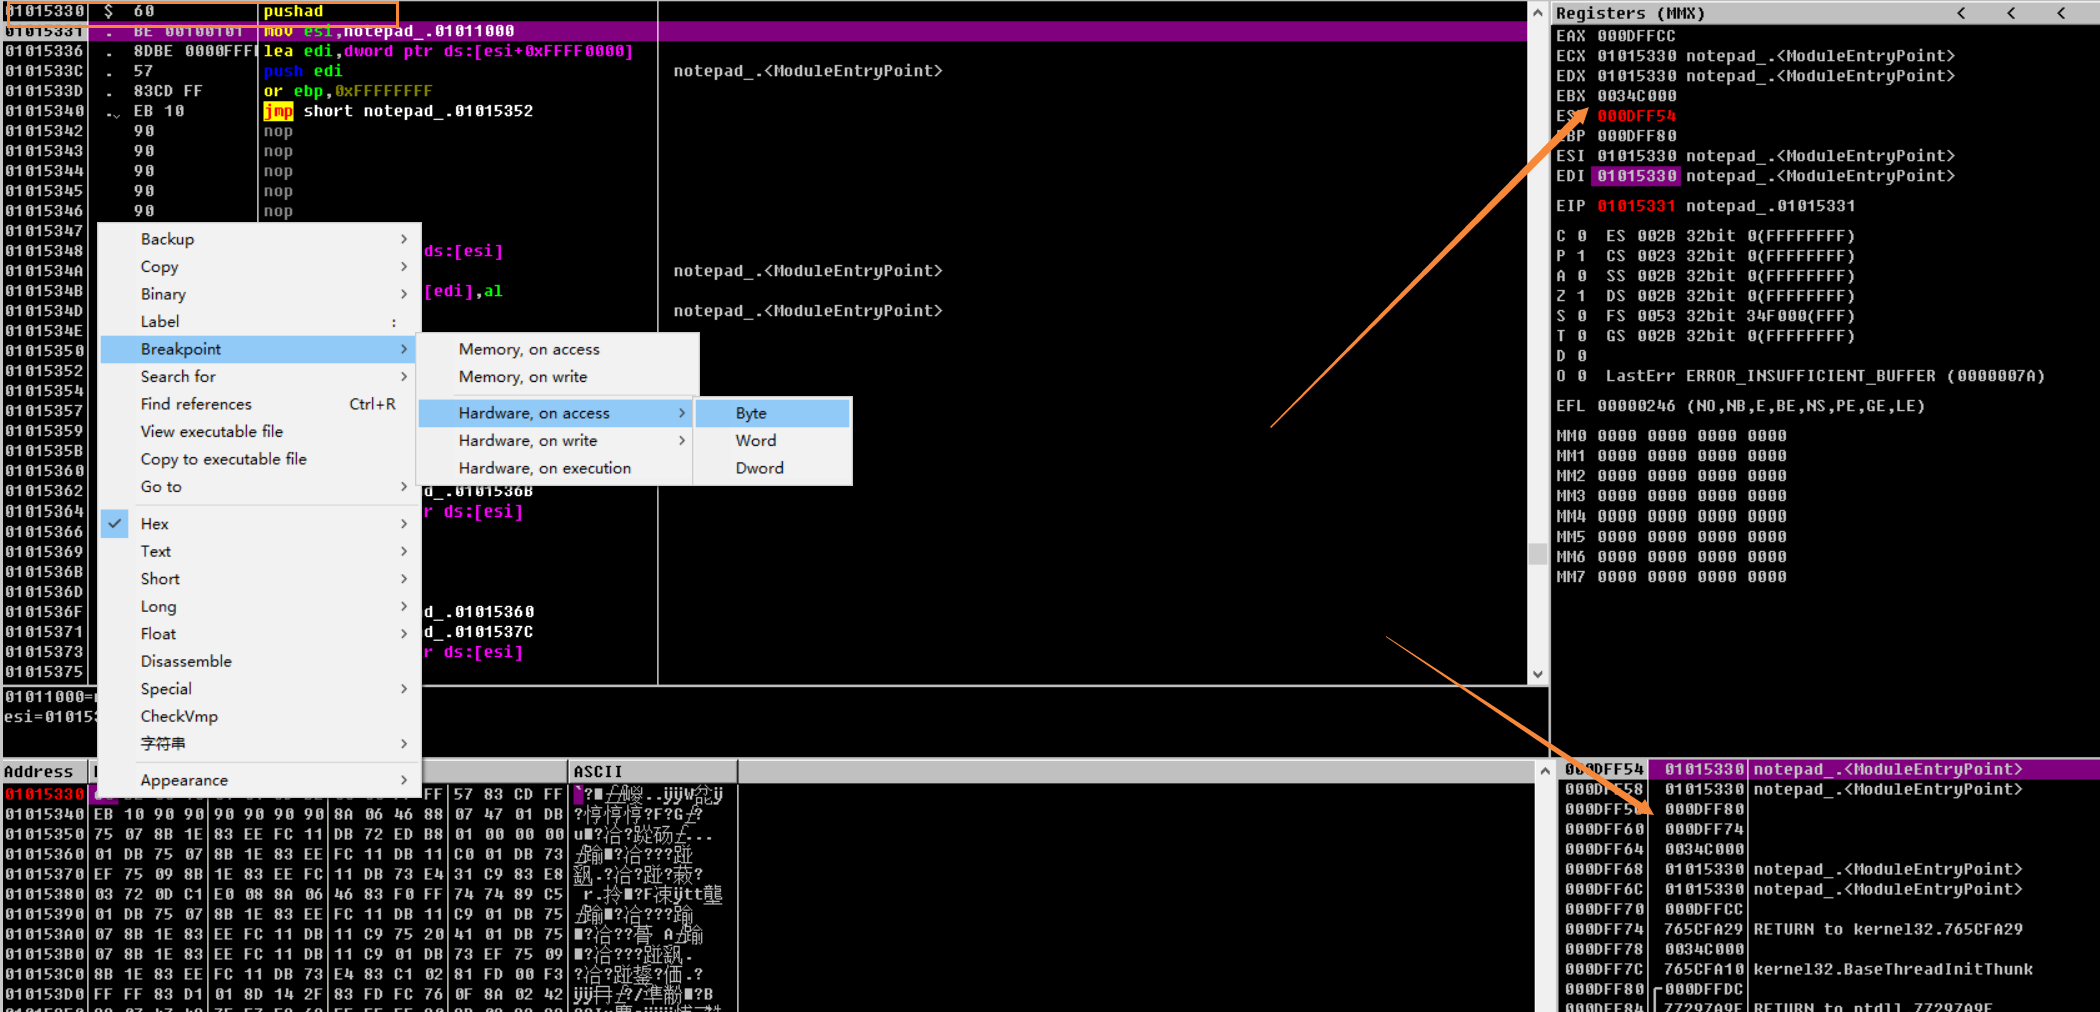 01015330 $ 60 pushad
01015331 . BE 00100101 mov esi,notepad_.01011000
01015336 . 8DBE 0000FFFF lea edi,dword ptr ds:[esi+0xFFFF0000]
0101533C . 57 push edi notepad_.<ModuleEntryPoint>
0101533D . 83CD FF or ebp,0xFFFFFFFF
01015340 . EB 10 jmp short notepad_.01015352
01015342 90 nop
01015343 90 nop
01015344 90 nop
01015345 90 nop
01015346 90 nop
01015347
01015348 ds:[esi]
0101534A notepad_.<ModuleEntryPoint>
0101534B [edi],al
0101534D notepad_.<ModuleEntryPoint>
0101534E
01015350
01015352
01015354
01015357
01015359
0101535B
01015360
01015362 d_.0101536B
01015364 r ds:[esi]
01015366
01015369
0101536B
0101536D
0101536F d_.01015360
01015371 d_.0101537C
01015373 r ds:[esi]
01015375
01011000=
esi=01015
Backup
Copy
Binary
Label :
Breakpoint
Search for
Find references Ctrl+R
View executable file
Copy to executable file
Go to
Hex
Text
Short
Long
Float
Disassemble
Special
CheckVmp
字符串
Appearance
Memory, on access
Memory, on write
Hardware, on access
Hardware, on write
Hardware, on execution
Byte
Word
Dword
Registers (MMX) < < <
EAX 000DFFCC
ECX 01015330 notepad_.<ModuleEntryPoint>
EDX 01015330 notepad_.<ModuleEntryPoint>
EBX 0034C000
ES 000DFF54
EBP 000DFF80
ESI 01015330 notepad_.<ModuleEntryPoint>
EDI 01015330 notepad_.<ModuleEntryPoint>
EIP 01015331 notepad_.01015331
C 0 ES 002B 32bit 0(FFFFFFFF)
P 1 CS 0023 32bit 0(FFFFFFFF)
A 0 SS 002B 32bit 0(FFFFFFFF)
Z 1 DS 002B 32bit 0(FFFFFFFF)
S 0 FS 0053 32bit 34F000(FFF)
T 0 GS 002B 32bit 0(FFFFFFFF)
D 0
O 0 LastErr ERROR_INSUFFICIENT_BUFFER (0000007A)
EFL 00000246 (NO,NB,E,BE,NS,PE,GE,LE)
MM0 0000 0000 0000 0000
MM1 0000 0000 0000 0000
MM2 0000 0000 0000 0000
MM3 0000 0000 0000 0000
MM4 0000 0000 0000 0000
MM5 0000 0000 0000 0000
MM6 0000 0000 0000 0000
MM7 0000 0000 0000 0000
Address ASCII
01015330 FF 57 83 CD FF
01015340 EB 10 90 90 90 90 90 90 8A 06 46 88 07 47 01 DB
01015350 75 07 8B 1E 83 EE FC 11 DB 72 ED B8 01 00 00 00
01015360 01 DB 75 07 8B 1E 83 EE FC 11 DB 11 C0 01 DB 73
01015370 EF 75 09 8B 1E 83 EE FC 11 DB 73 E4 31 C9 83 E8
01015380 03 72 0D C1 E0 08 8A 06 46 83 F0 FF 74 74 89 C5
01015390 01 DB 75 07 8B 1E 83 EE FC 11 DB 11 C9 01 DB 75
010153A0 07 8B 1E 83 EE FC 11 DB 11 C9 75 20 41 01 DB 75
010153B0 07 8B 1E 83 EE FC 11 DB 11 C9 01 DB 73 EF 75 09
010153C0 8B 1E 83 EE FC 11 DB 73 E4 83 C1 02 81 FD 00 F3
010153D0 FF FF 83 D1 01 8D 14 2F 83 FD FC 76 0F 8A 02 42
000DFF54 01015330 notepad_.<ModuleEntryPoint>
000DFF58 01015330 notepad_.<ModuleEntryPoint>
000DFF5C 000DFF80
000DFF60 000DFF74
000DFF64 0034C000
000DFF68 01015330 notepad_.<ModuleEntryPoint>
000DFF6C 01015330 notepad_.<ModuleEntryPoint>
000DFF70 000DFFCC
000DFF74 765CFA29 RETURN to kernel32.765CFA29
000DFF78 0034C000
000DFF7C 765CFA10 kernel32.BaseThreadInitThunk
000DFF80 000DFFDC
000DFF84 77297A9E RETURN to ntdll.77297A9E